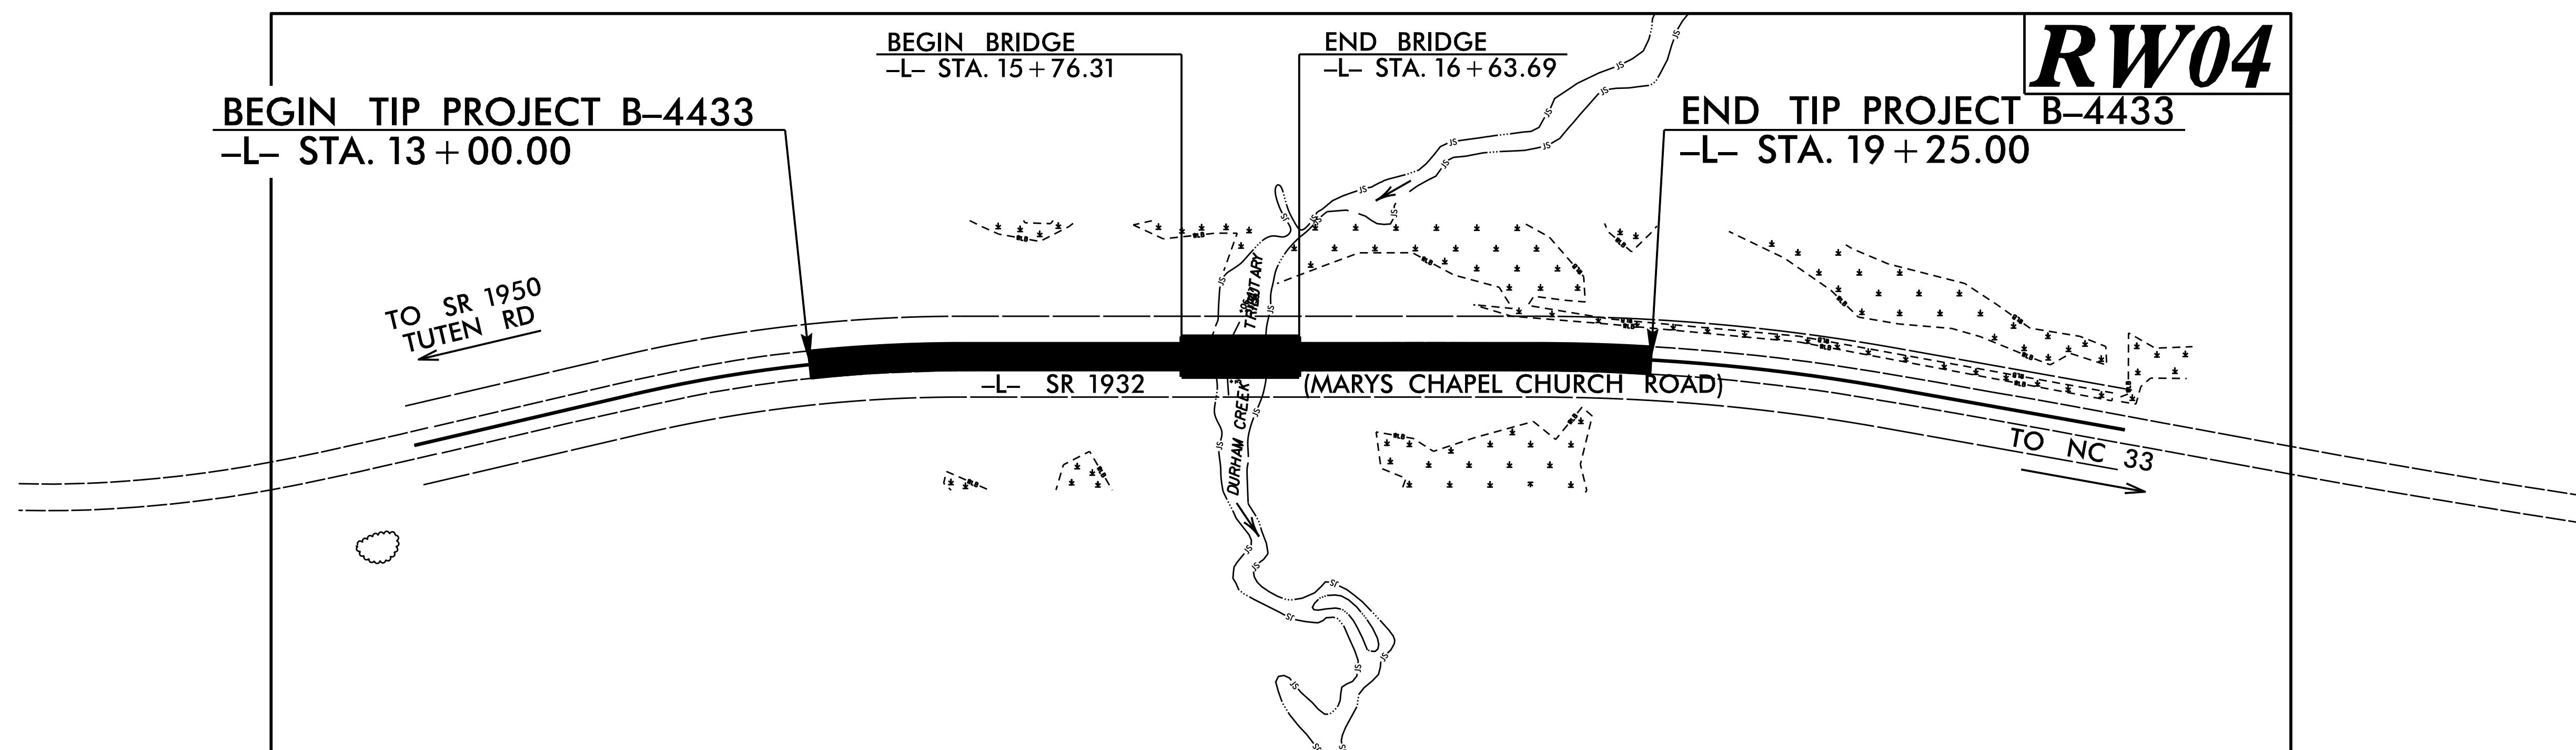 BEGIN BRIDGE
-L- STA. 15+76.31
END BRIDGE
-L- STA. 16+63.69
RW04
BEGIN TIP PROJECT B-4433
-L- STA. 13+00.00
END TIP PROJECT B-4433
-L- STA. 19+25.00
TO SR 1950
TUTEN RD
TRIBUTARY
-L- SR 1932 (MARYS CHAPEL CHURCH ROAD)
DURHAM CREEK
TO NC 33